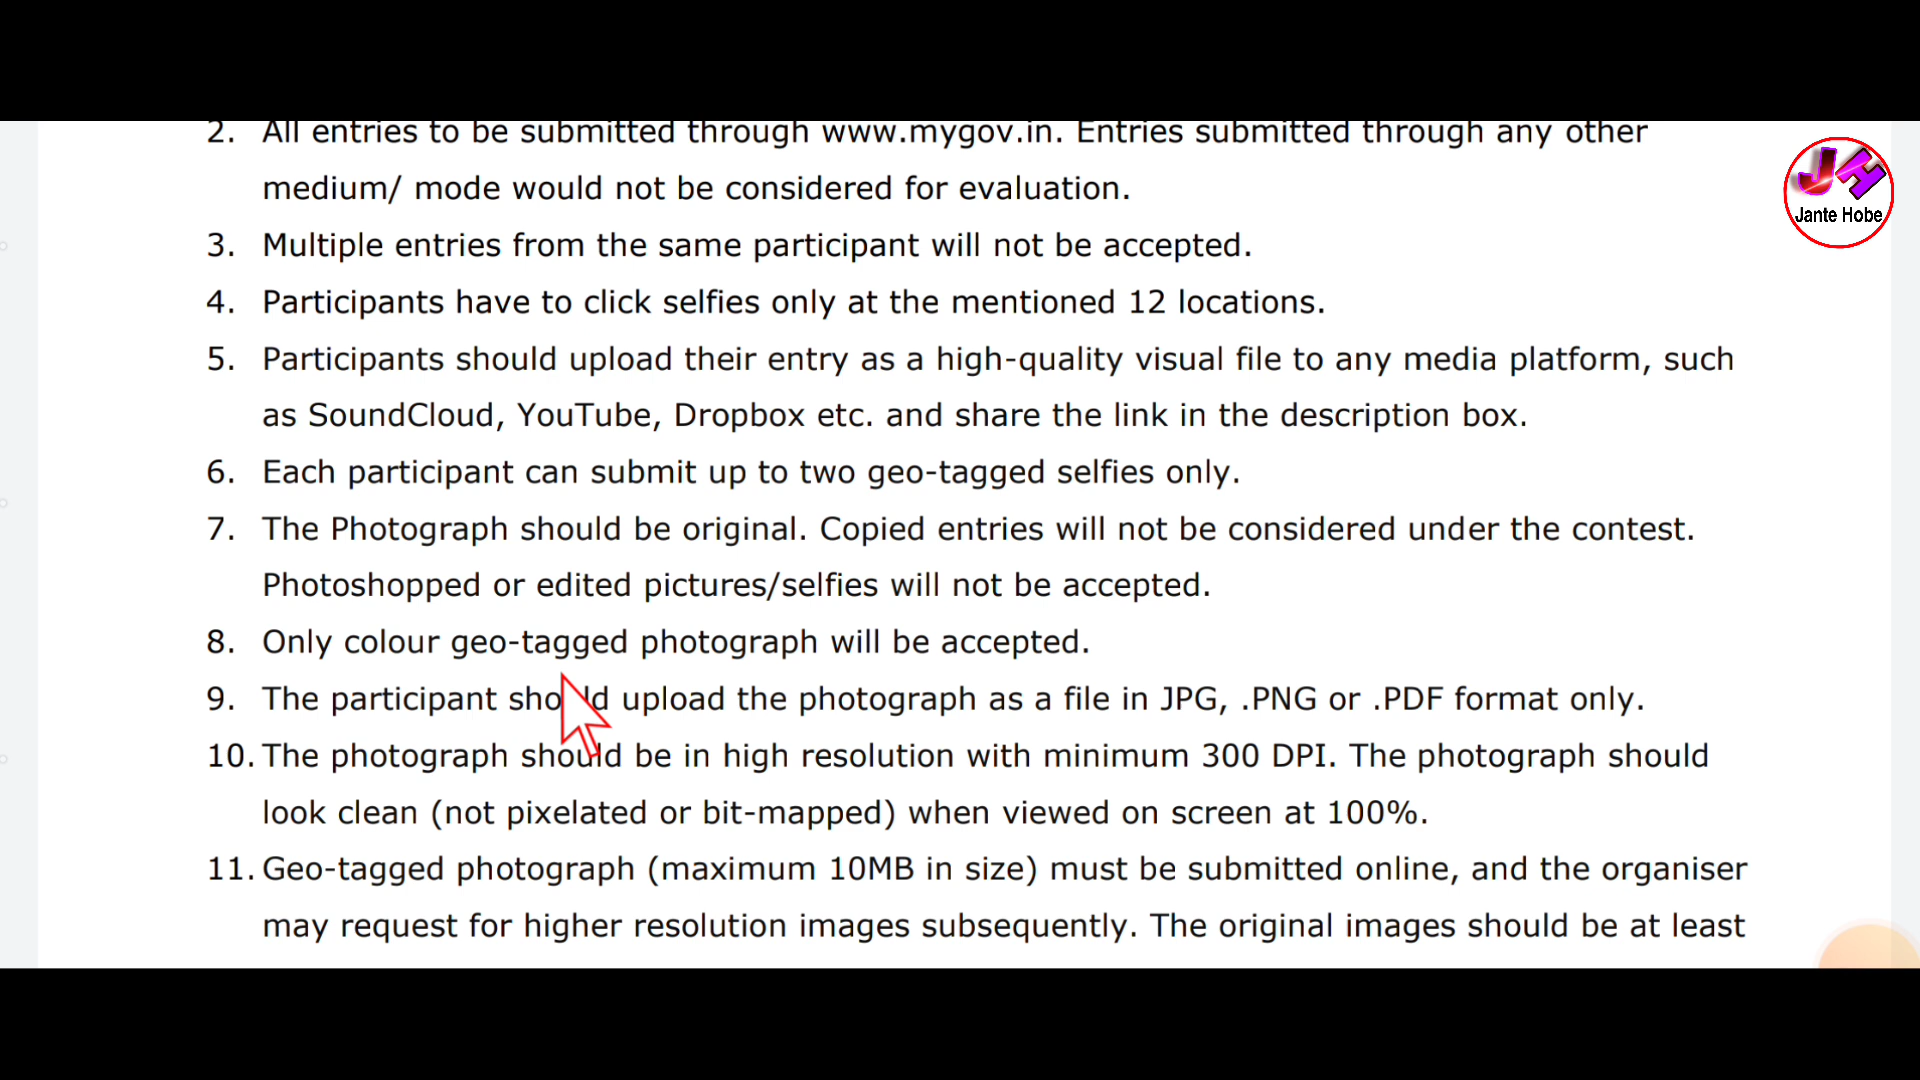 2. All entries to be submitted through www.mygov.in. Entries submitted through any other
medium/ mode would not be considered for evaluation.
3. Multiple entries from the same participant will not be accepted.
4. Participants have to click selfies only at the mentioned 12 locations.
5. Participants should upload their entry as a high-quality visual file to any media platform, such
as SoundCloud, YouTube, Dropbox etc. and share the link in the description box.
6. Each participant can submit up to two geo-tagged selfies only.
7. The Photograph should be original. Copied entries will not be considered under the contest.
Photoshopped or edited pictures/selfies will not be accepted.
8. Only colour geo-tagged photograph will be accepted.
9. The participant should upload the photograph as a file in JPG, .PNG or .PDF format only.
10. The photograph should be in high resolution with minimum 300 DPI. The photograph should
look clean (not pixelated or bit-mapped) when viewed on screen at 100%.
11. Geo-tagged photograph (maximum 10MB in size) must be submitted online, and the organiser
may request for higher resolution images subsequently. The original images should be at least
JH
Jante Hobe